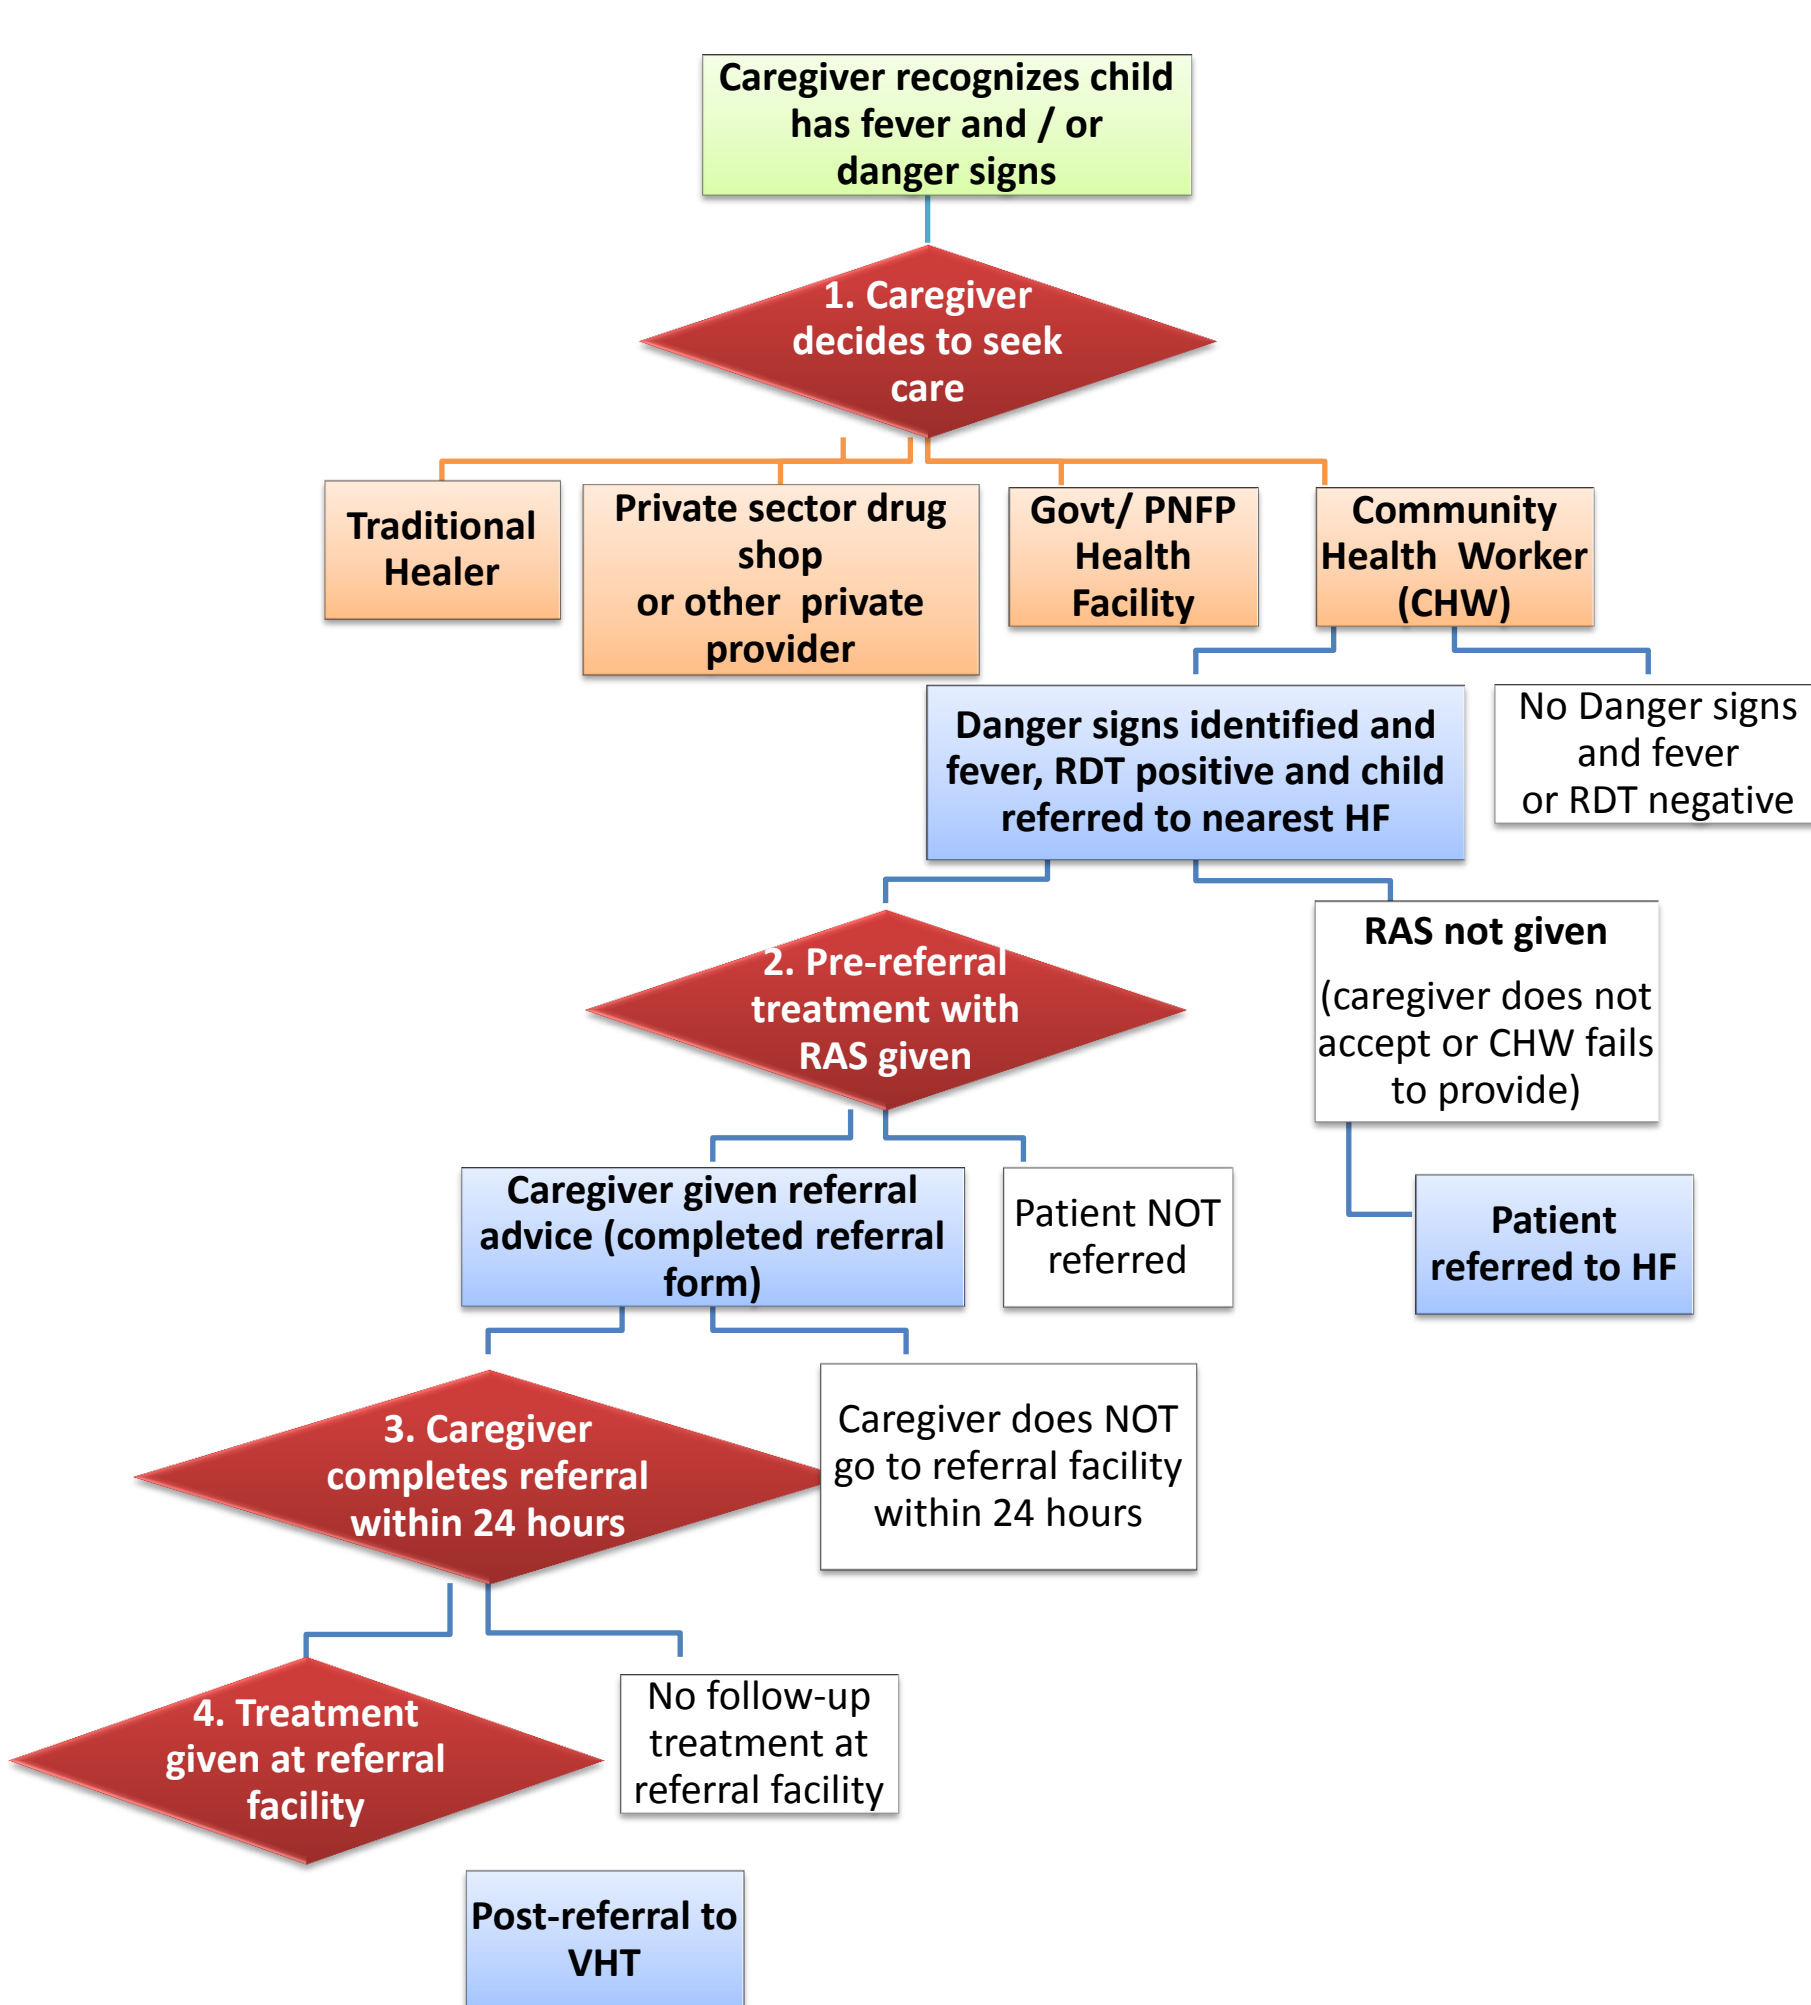 Caregiver recognizes child
has fever and / or
danger signs
1. Caregiver
decides to seek
care
Traditional
Healer
Private sector drug
shop
or other private
provider
Govt/ PNFP
Health
Facility
Community
Health Worker
(CHW)
Danger signs identified and
fever, RDT positive and child
referred to nearest HF
No Danger signs
and fever
or RDT negative
2. Pre-referral
treatment with
RAS given
RAS not given
(caregiver does not
accept or CHW fails
to provide)
Caregiver given referral
advice (completed referral
form)
Patient NOT
referred
Patient
referred to HF
3. Caregiver
completes referral
within 24 hours
Caregiver does NOT
go to referral facility
within 24 hours
4. Treatment
given at referral
facility
No follow-up
treatment at
referral facility
Post-referral to
VHT